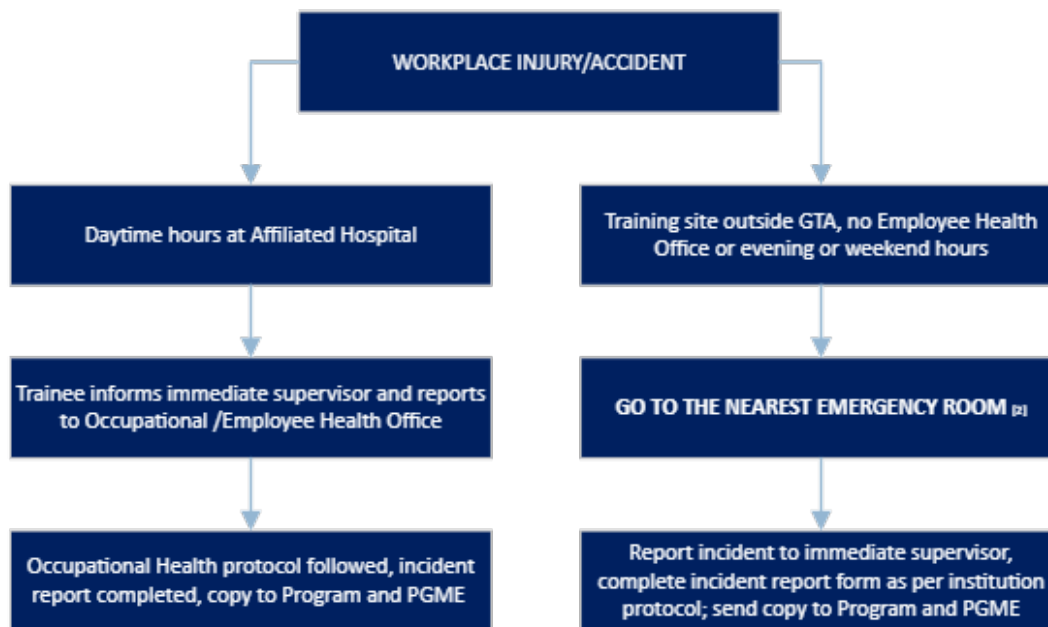 WORKPLACE INJURY/ACCIDENT
Daytime hours at Affiliated Hospital
Trainee informs immediate supervisor and reports
to Occupational /Employee Health Office
Occupational Health protocol followed, incident
report completed, copy to Program and PGME
Training site outside GTA, no Employee Health
Office or evening or weekend hours
GO TO THE NEAREST EMERGENCY ROOM [2]
Report incident to immediate supervisor,
complete incident report form as per institution
protocol; send copy to Program and PGME